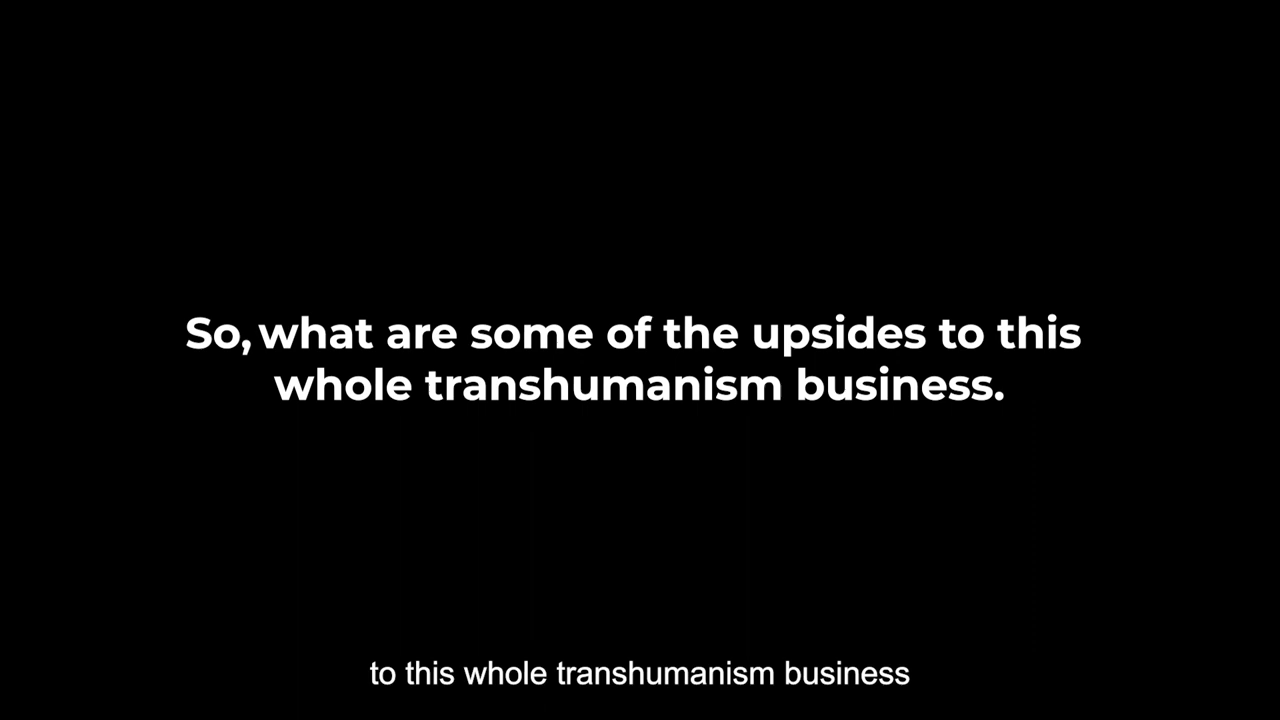 So, what are some of the upsides to this
whole transhumanism business.
to this whole transhumanism business